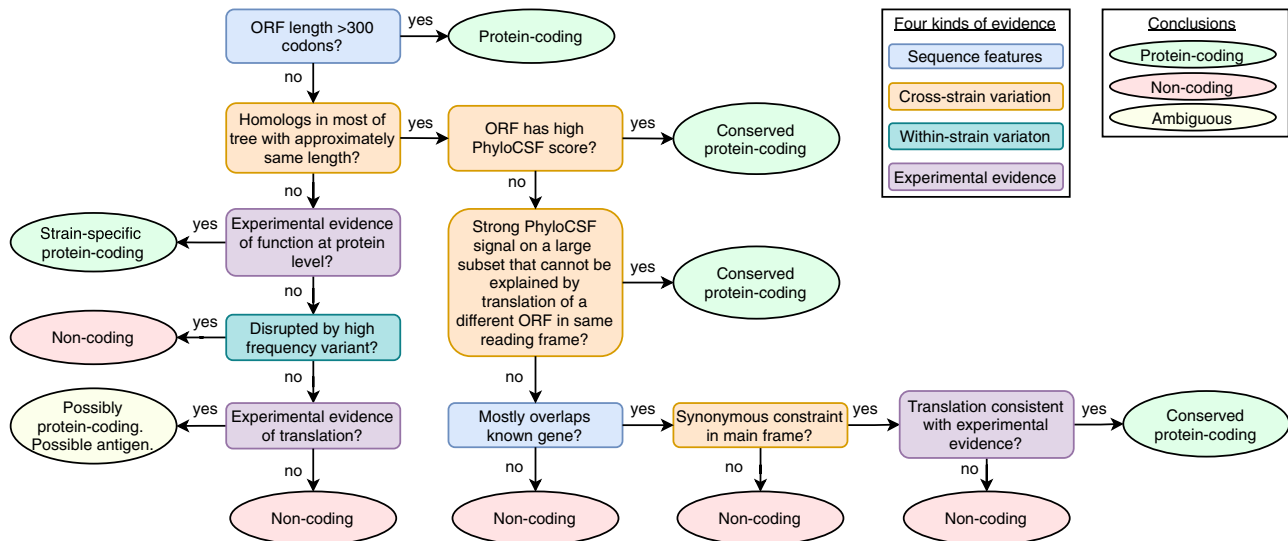 ORF length >300
codons?
yes
Protein-coding
no
Homologs in most of
tree with approximately
same length?
yes
ORF has high
PhyloCSF score?
yes
Conserved
protein-coding
no
no
Experimental evidence
of function at protein
level?
yes
Strain-specific
protein-coding
Strong PhyloCSF
signal on a large
subset that cannot be
explained by
translation of a
different ORF in same
reading frame?
yes
Conserved
protein-coding
no
Disrupted by high
frequency variant?
yes
Non-coding
no
no
Experimental evidence
of translation?
yes
Possibly
protein-coding.
Possible antigen.
Mostly overlaps
known gene?
yes
Synonymous constraint
in main frame?
yes
Translation consistent
with experimental
evidence?
yes
Conserved
protein-coding
no
no
no
no
Non-coding
Non-coding
Non-coding
Non-coding
Four kinds of evidence
Sequence features
Cross-strain variation
Within-strain variaton
Experimental evidence
Conclusions
Protein-coding
Non-coding
Ambiguous